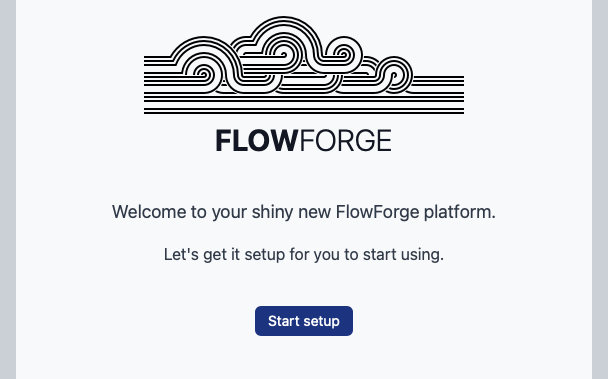 FLOWFORGE
Welcome to your shiny new FlowForge platform.
Let's get it setup for you to start using.
Start setup